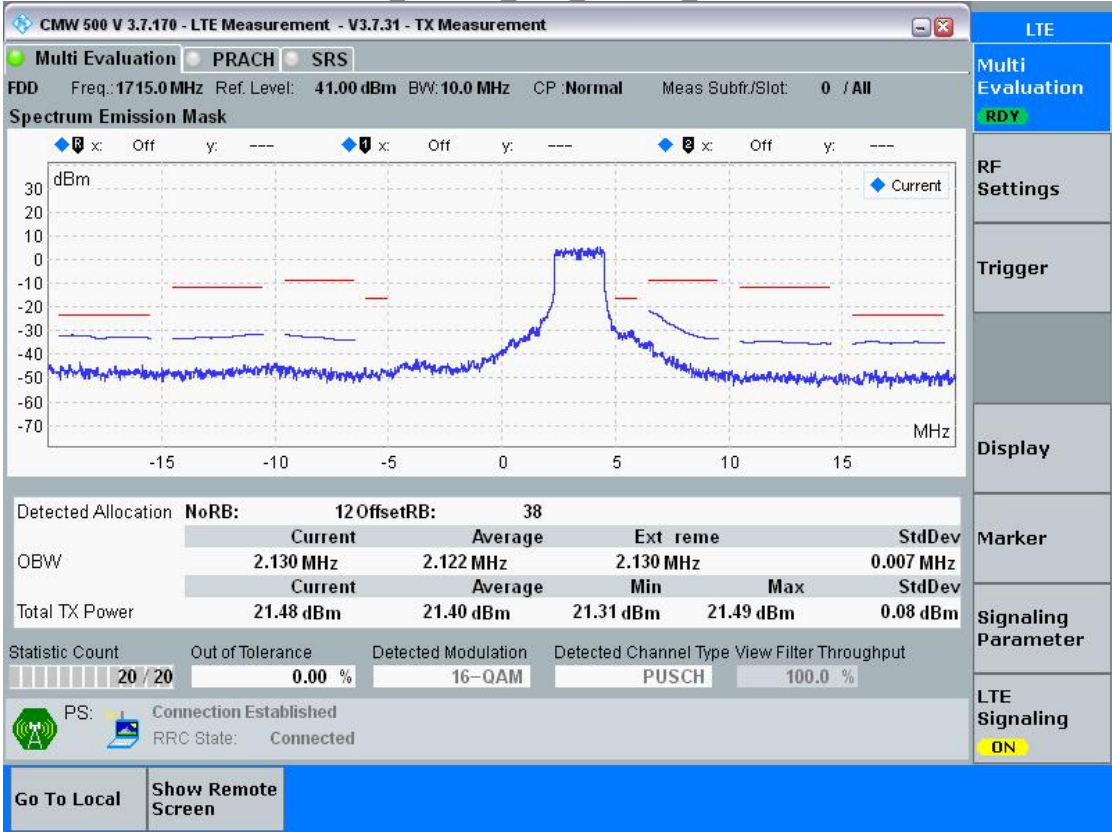 CMW 500 V 3.7.170 - LTE Measurement - V3.7.31 - TX Measurement
LTE
Multi Evaluation PRACH SRS
Multi
Evaluation
RDY
FDD Freq.:1715.0 MHz Ref. Level: 41.00 dBm BW:10.0 MHz CP :Normal Meas Subfr./Slot: 0 / All
Spectrum Emission Mask
R x: Off y: --- 1 x: Off y: --- 2 x: Off y: ---
RF
Settings
Trigger
Display
Marker
Signaling
Parameter
LTE
Signaling
ON
dBm
Current
30
20
10
0
-10
-20
-30
-40
-50
-60
-70
MHz
-15 -10 -5 0 5 10 15
Detected Allocation NoRB: 12 OffsetRB: 38
Current Average Ext reme StdDev
OBW 2.130 MHz 2.122 MHz 2.130 MHz 0.007 MHz
Current Average Min Max StdDev
Total TX Power 21.48 dBm 21.40 dBm 21.31 dBm 21.49 dBm 0.08 dBm
Statistic Count Out of Tolerance Detected Modulation Detected Channel Type View Filter Throughput
20 / 20 0.00 % 16-QAM PUSCH 100.0 %
PS: Connection Established
RRC State: Connected
Go To Local
Show Remote
Screen